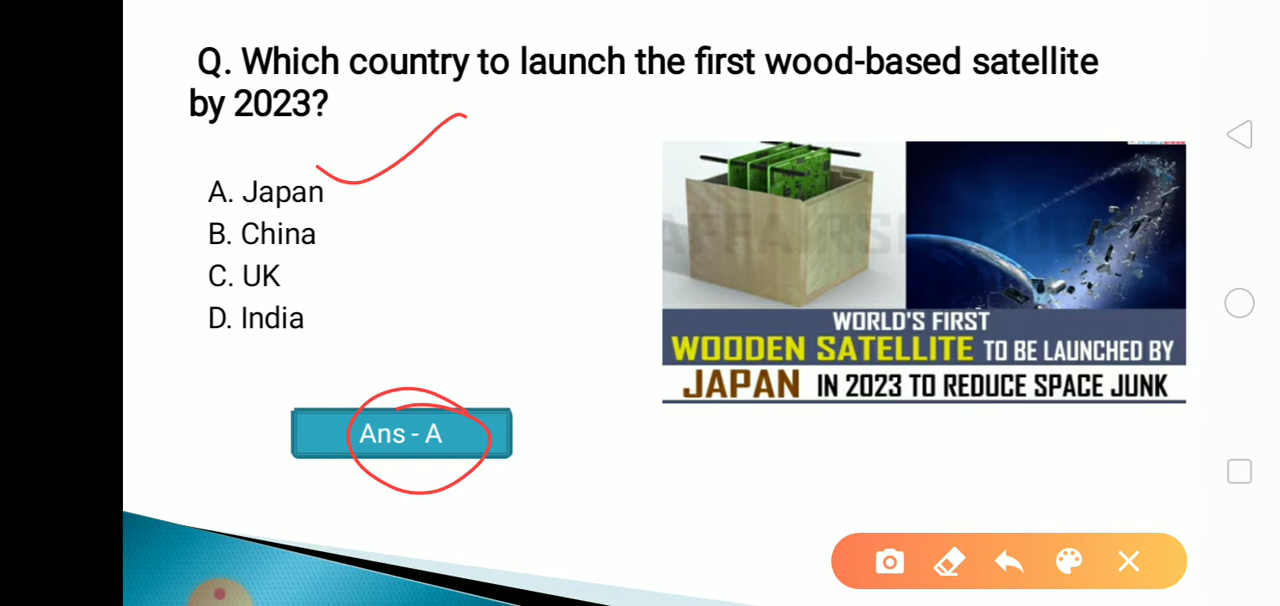 Q. Which country to launch the first wood-based satellite
by 2023?
A. Japan
B. China
C. UK
D. India
WORLD'S FIRST
WOODEN SATELLITE TO BE LAUNCHED BY
JAPAN IN 2023 TO REDUCE SPACE JUNK
Ans - A